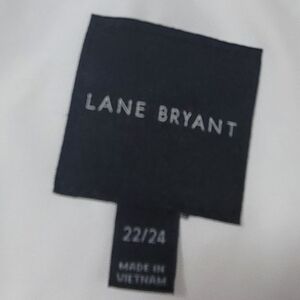 LANE BRYANT
22/24
MADE IN
VIETNAM